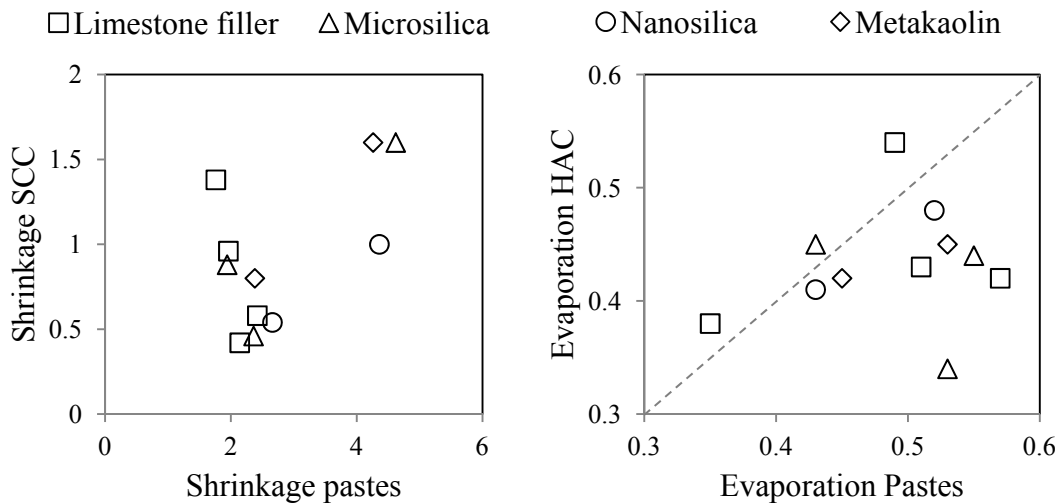 Limestone filler Microsilica Nanosilica Metakaolin
Shrinkage SCC
2
1.5
1
0.5
0
0 2 4 6
Shrinkage pastes
Evaporation HAC
0.6
0.5
0.4
0.3
0.3 0.4 0.5 0.6
Evaporation Pastes